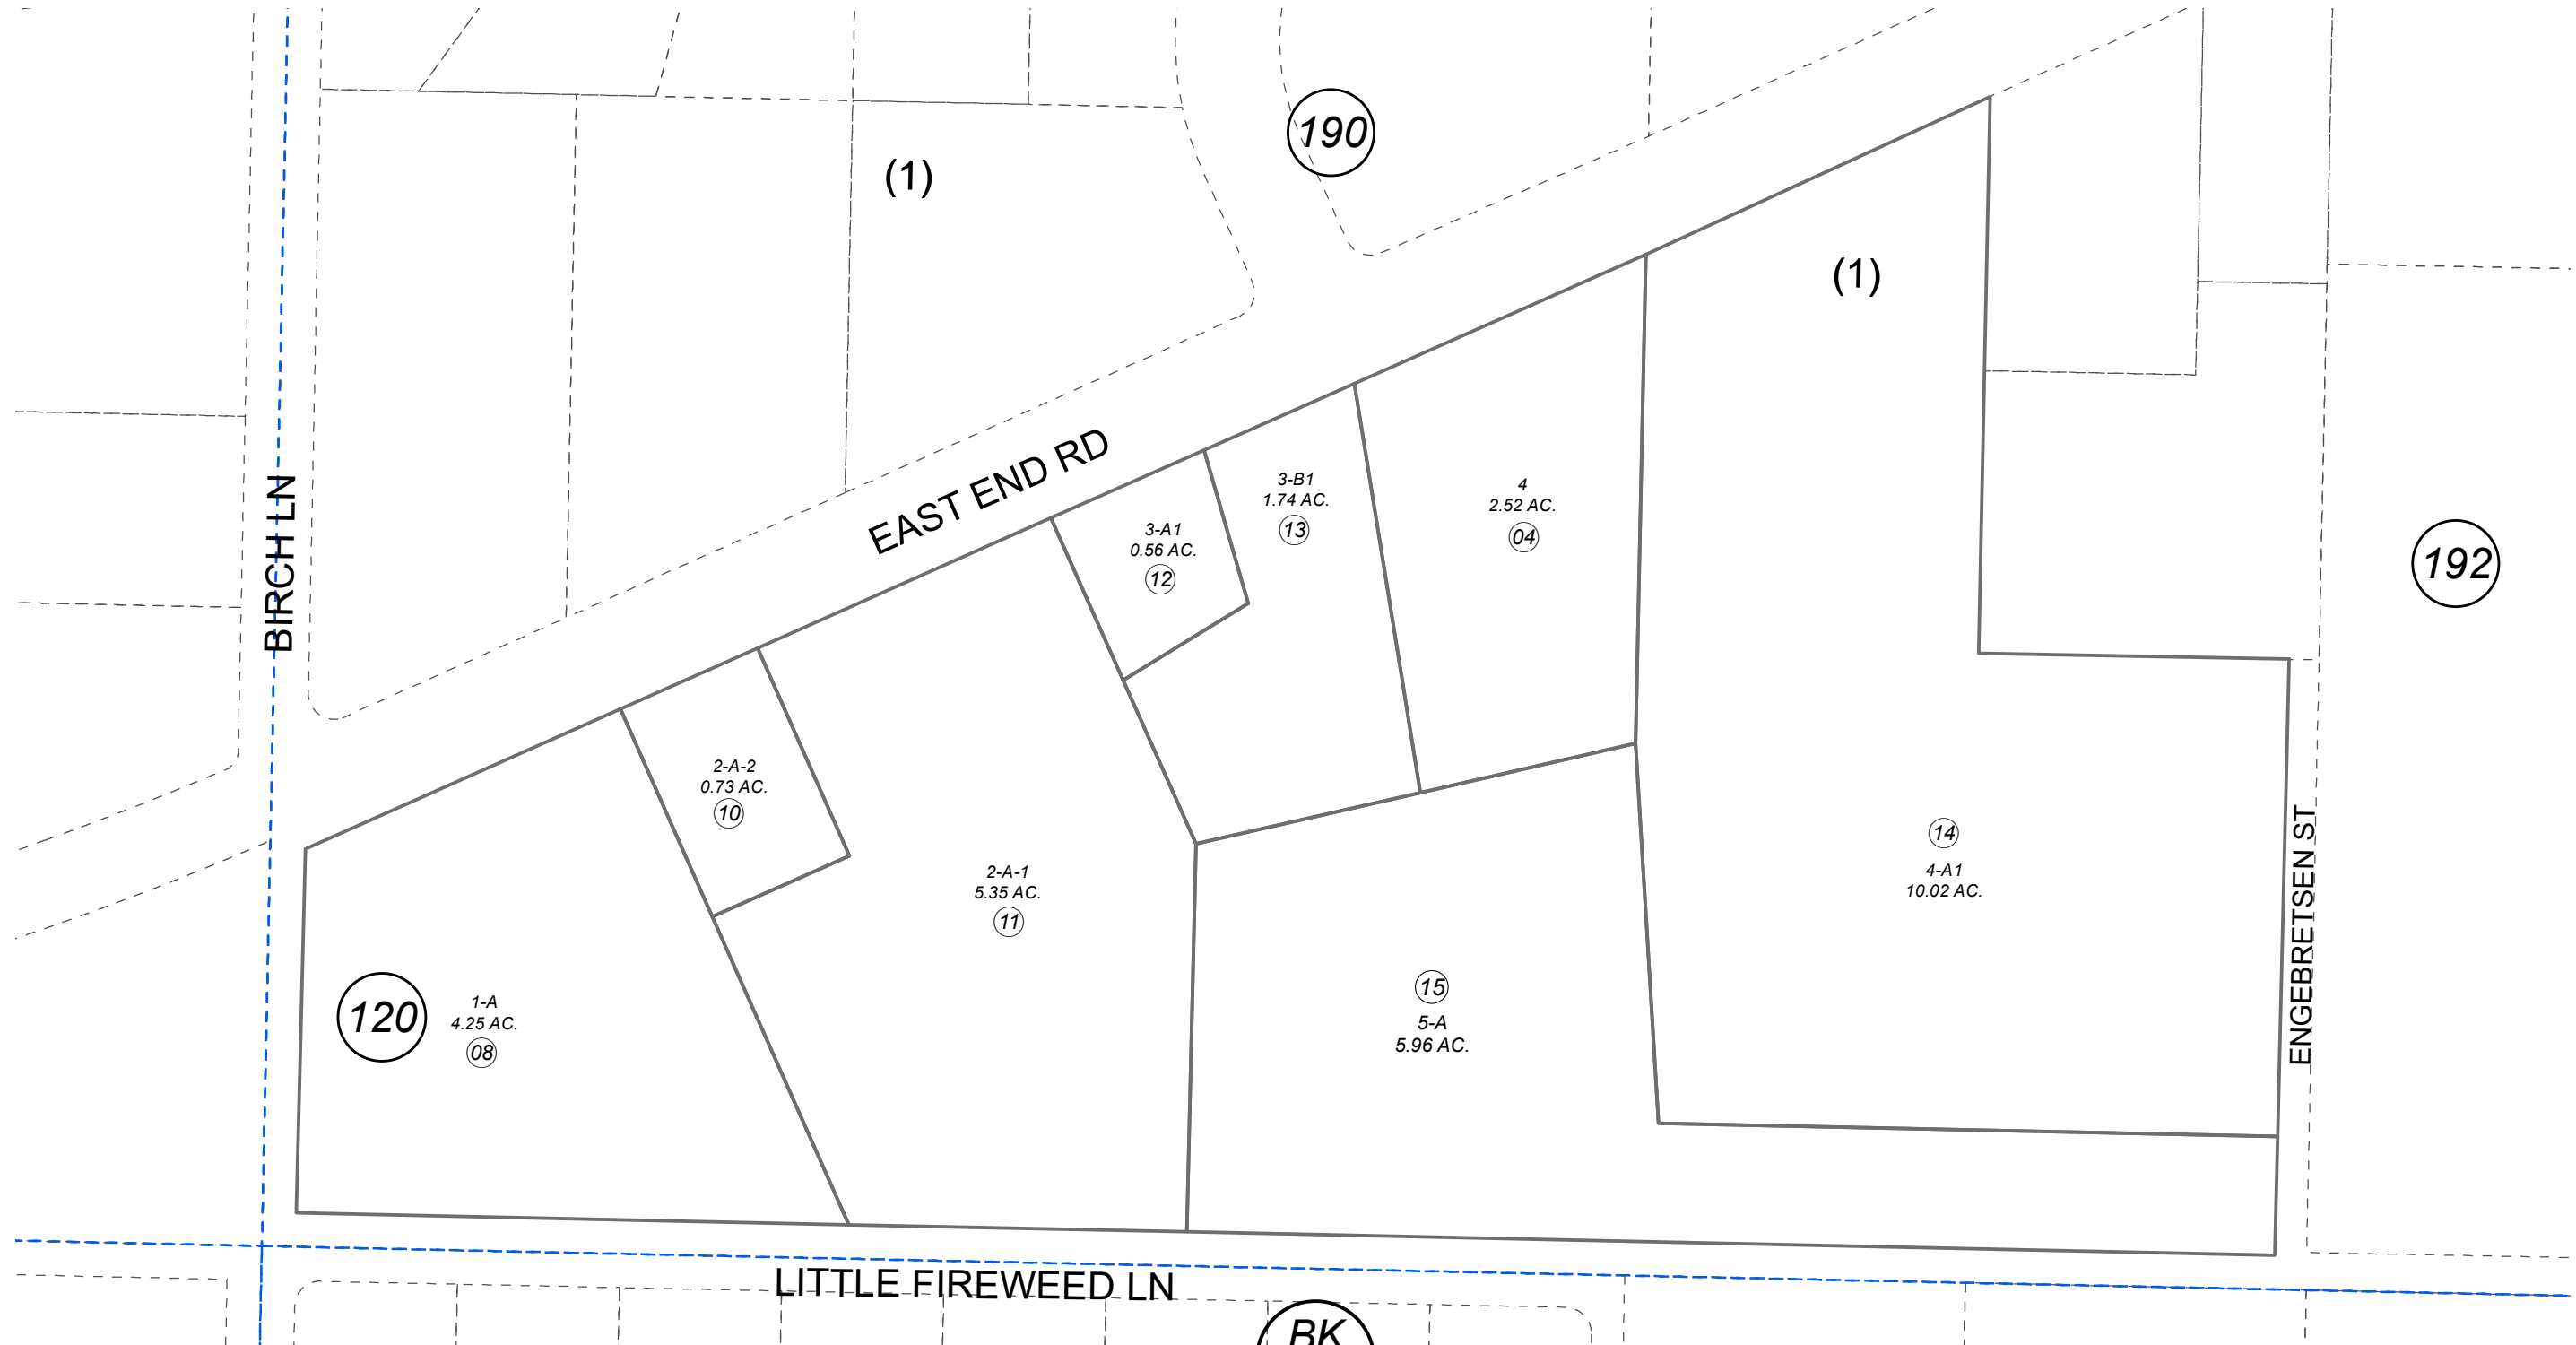 190
(1)
(1)
EAST END RD
BIRCH LN
3-B1
1.74 AC.
13
4
2.52 AC.
04
3-A1
0.56 AC.
12
192
2-A-2
0.73 AC.
10
2-A-1
5.35 AC.
11
14
4-A1
10.02 AC.
ENGEBRETSEN ST
120
1-A
4.25 AC.
08
15
5-A
5.96 AC.
LITTLE FIREWEED LN
BK